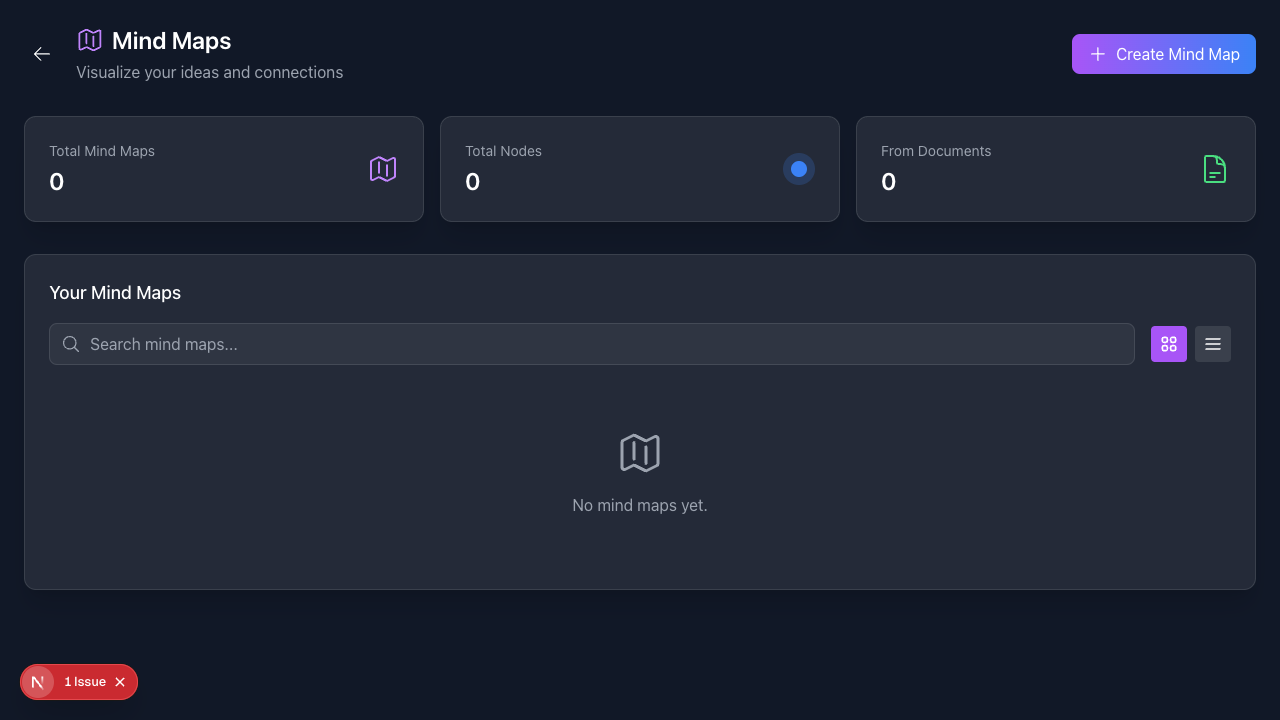 Mind Maps
Visualize your ideas and connections
Create Mind Map
Total Mind Maps
0
Total Nodes
0
From Documents
0
Your Mind Maps
Search mind maps...
No mind maps yet.
1 Issue